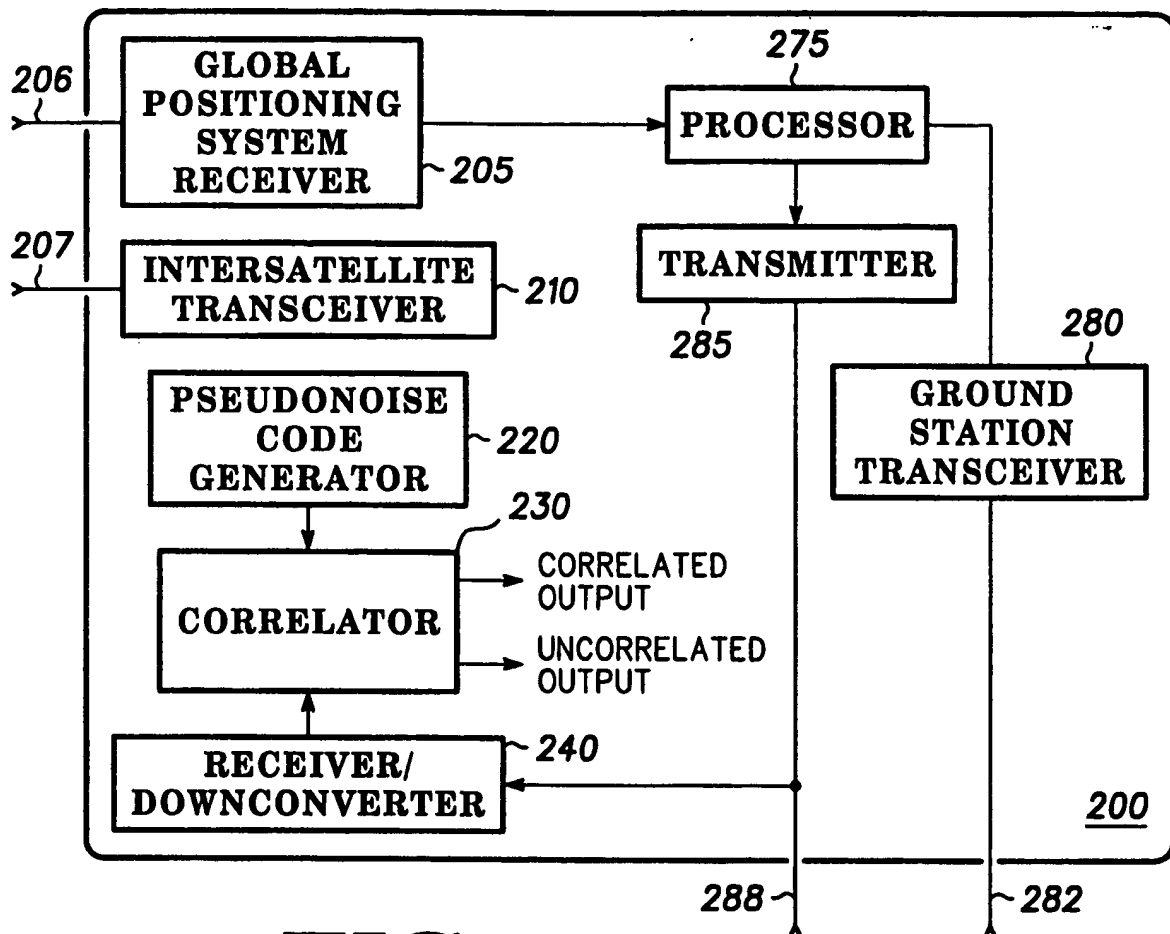 206
GLOBAL
POSITIONING
SYSTEM
RECEIVER
205
275
PROCESSOR
207
INTERSATELLITE
TRANSCEIVER
210
TRANSMITTER
285
280
GROUND
STATION
TRANSCEIVER
PSEUDONOISE
CODE
GENERATOR
220
230
CORRELATOR
CORRELATED
OUTPUT
UNCORRELATED
OUTPUT
240
RECEIVER/
DOWNCONVERTER
200
288
282